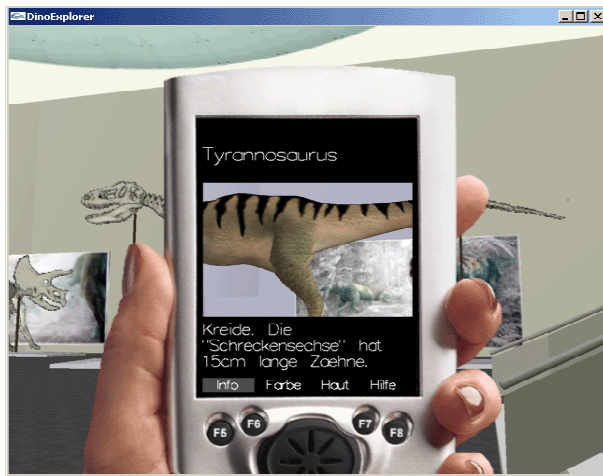 DinoExplorer
Tyrannosaurus
Kreide. Die
"Schreckensechse" hat
15cm lange Zaehne.
Info Farbe Haut Hilfe
F5 F6 F7 F8